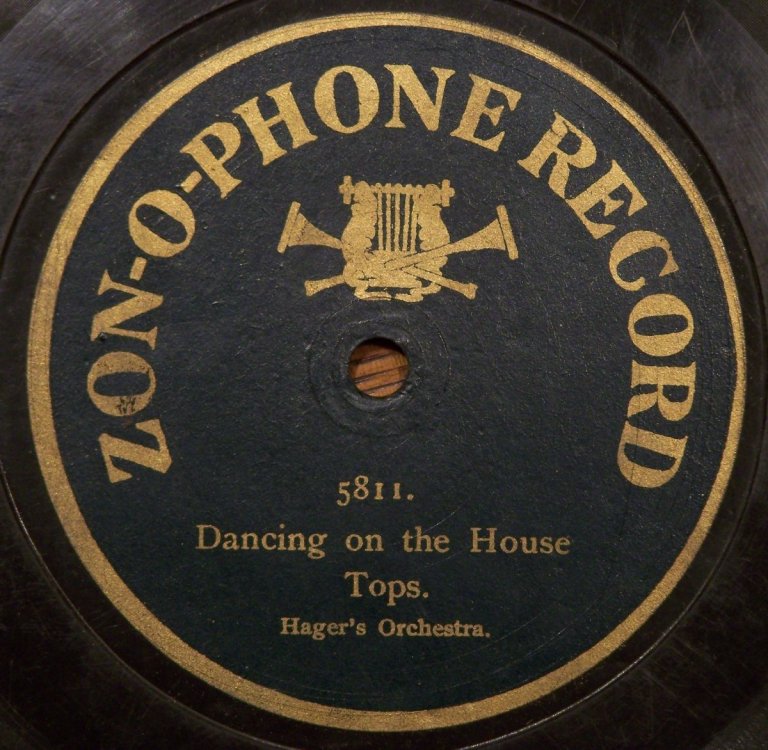 ZON-O-PHONE RECORD
5811.
Dancing on the House
Tops.
Hager's Orchestra.